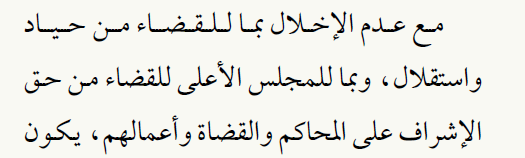 مع عدم الإخلال بما للقضاء من حياد
واستقلال، وبما للمجلس الأعلى للقضاء من حق
الإشراف على المحاكم والقضاة وأعمالهم، يكون